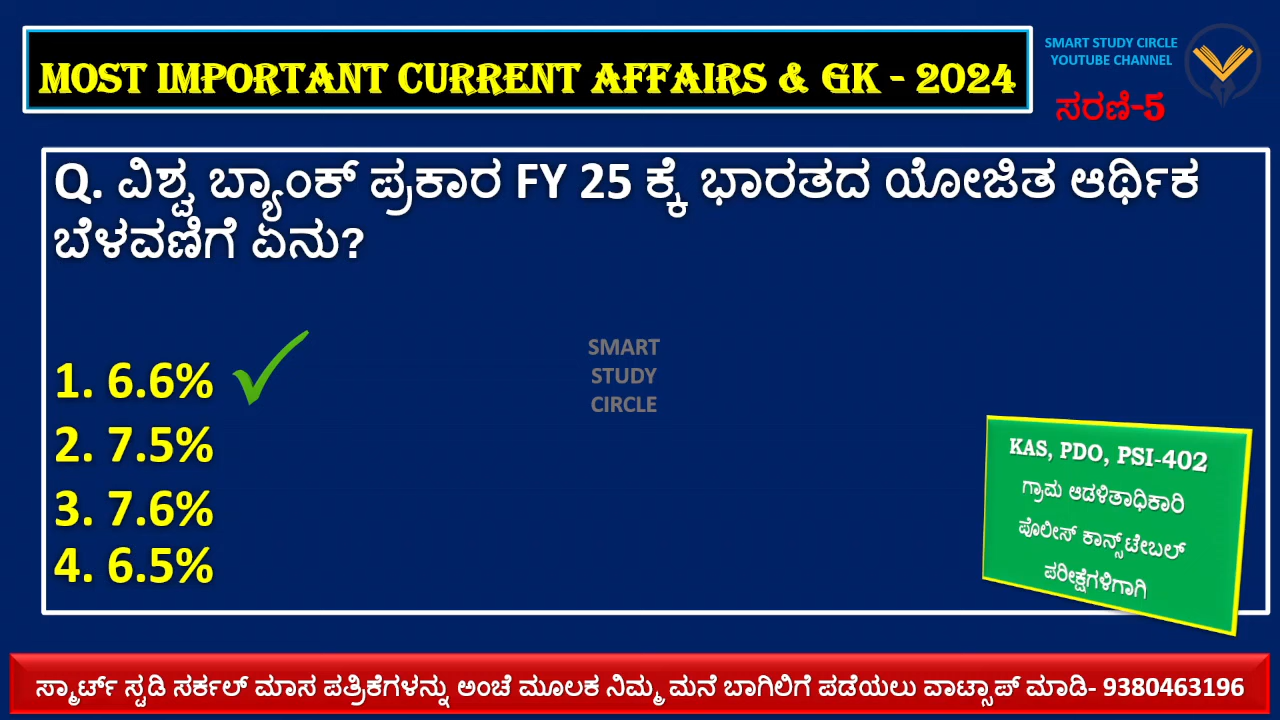 MOST IMPORTANT CURRENT AFFAIRS & GK - 2024
SMART STUDY CIRCLE
YOUTUBE CHANNEL
ಸರಣಿ-5
Q. ವಿಶ್ವ ಬ್ಯಾಂಕ್ ಪ್ರಕಾರ FY 25 ಕ್ಕೆ ಭಾರತದ ಯೋಜಿತ ಆರ್ಥಿಕ
ಬೆಳವಣಿಗೆ ಏನು?
1. 6.6%
2. 7.5%
3. 7.6%
4. 6.5%
SMART
STUDY
CIRCLE
KAS, PDO, PSI-402
ಗ್ರಾಮ ಆಡಳಿತಾಧಿಕಾರಿ
ಪೊಲೀಸ್ ಕಾನ್ಸ್‌ಟೇಬಲ್
ಪರೀಕ್ಷೆಗಳಿಗಾಗಿ
ಸ್ಮಾರ್ಟ್ ಸ್ಟಡಿ ಸರ್ಕಲ್ ಮಾಸ ಪತ್ರಿಕೆಗಳನ್ನು ಅಂಚೆ ಮೂಲಕ ನಿಮ್ಮ ಮನೆ ಬಾಗಿಲಿಗೆ ಪಡೆಯಲು ವಾಟ್ಸಾಪ್ ಮಾಡಿ- 9380463196